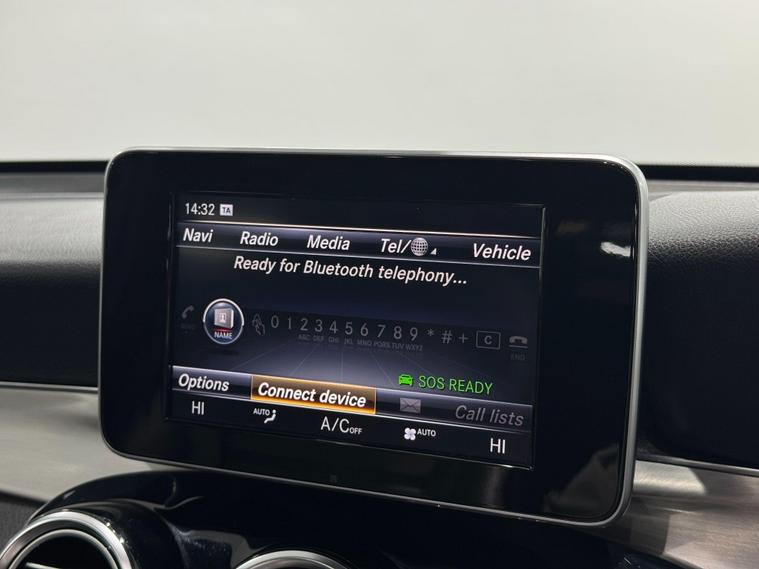 14:32 TA
Navi Radio Media Tel/ Vehicle
Ready for Bluetooth telephony...
NAME 0 1 2 3 4 5 6 7 8 9 * # + C
ABC DEF GHI JKL MNO PQRS TUV WXYZ END
SOS READY
Options Connect device Call lists
HI AUTO A/C OFF AUTO HI